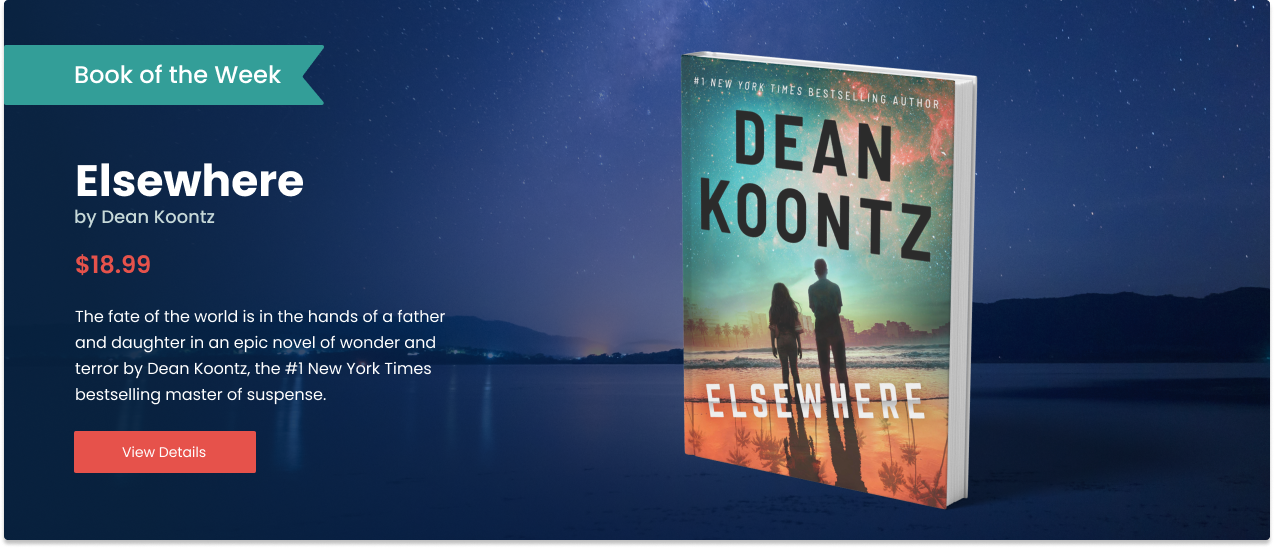 Book of the Week
Elsewhere
by Dean Koontz
$18.99
The fate of the world is in the hands of a father
and daughter in an epic novel of wonder and
terror by Dean Koontz, the #1 New York Times
bestselling master of suspense.
View Details
#1 NEW YORK TIMES BESTSELLING AUTHOR
DEAN
KOONTZ
ELSEWHERE